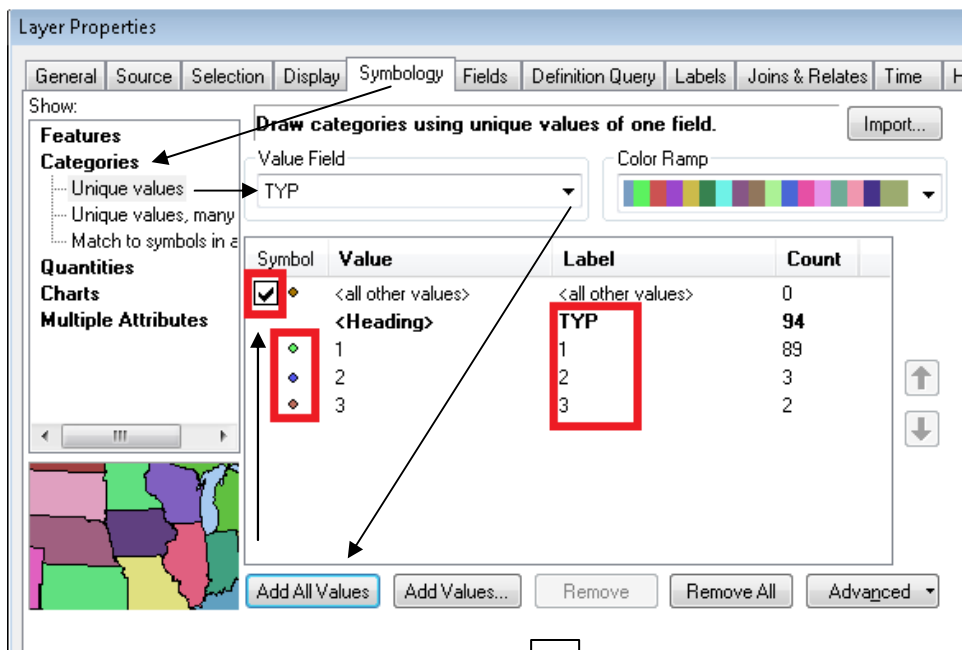 Layer Properties
General Source Selection Display Symbology Fields Definition Query Labels Joins & Relates Time H
Show:
Features
Categories
Unique values
Unique values, many
Match to symbols in a
Quantities
Charts
Multiple Attributes
Draw categories using unique values of one field.
Import...
Value Field
TYP
Color Ramp
Symbol Value Label Count
<all other values> <all other values> 0
<Heading> TYP 94
1 1 89
2 2 3
3 3 2
Add All Values Add Values... Remove Remove All Advanced